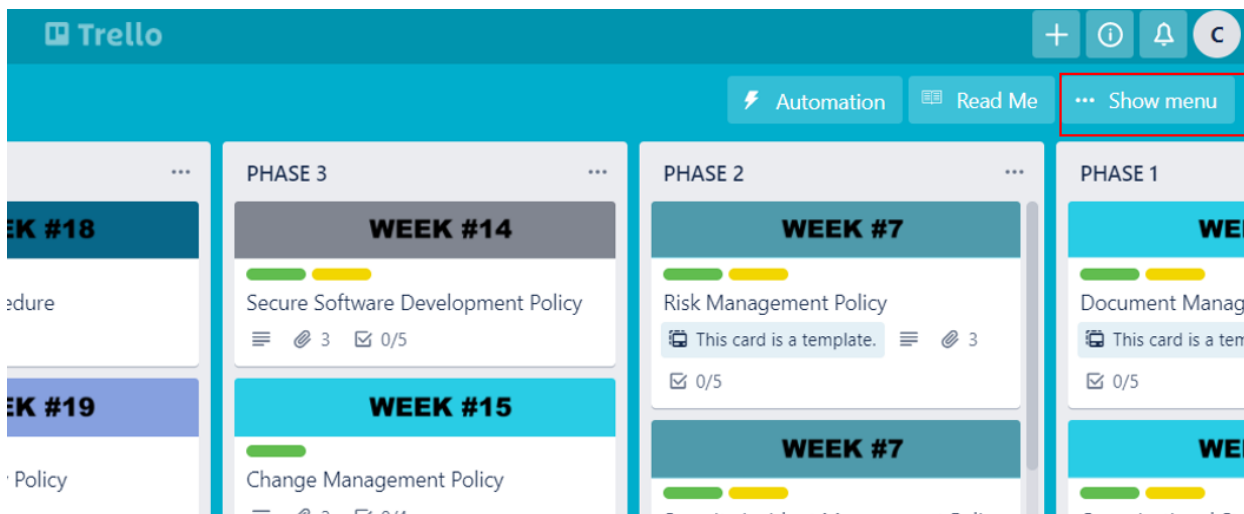 Trello
C
Automation
Read Me
Show menu
PHASE 3
PHASE 2
PHASE 1
EK #18
WEEK #14
WEEK #7
WE
edure
Secure Software Development Policy
Risk Management Policy
Document Manag
3
0/5
This card is a template.
3
This card is a tem
0/5
0/5
EK #19
WEEK #15
WEEK #7
WE
Policy
Change Management Policy